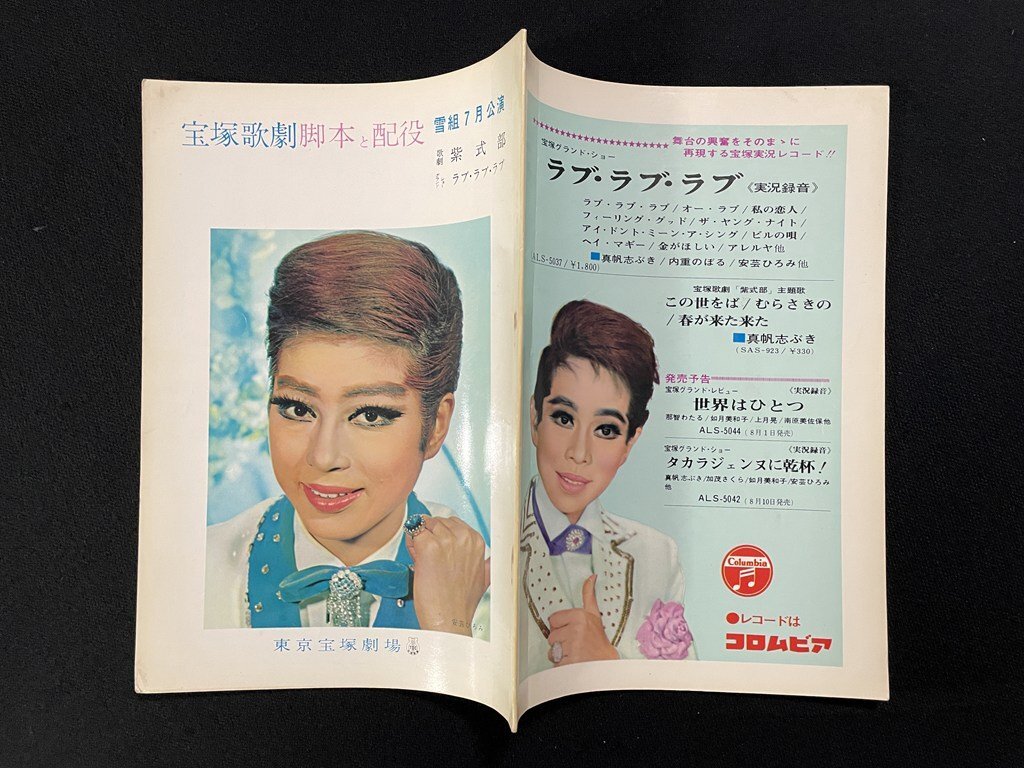 宝塚歌劇脚本と配役
雪組7月公演
歌劇 紫式部
ラブ・ラブ・ラブ
安芸ひろみ
東京宝塚劇場
舞台の興奮をそのまゝに
再現する宝塚実況レコード!!
宝塚グランド・ショー
ラブ・ラブ・ラブ《実況録音》
ラブ・ラブ・ラブ/オー・ラブ/私の恋人/
フィーリング・グッド/ザ・ヤング・ナイト/
アイ・ドント・ミーン・ア・シング/ビルの唄/
ヘイ・マギー/金がほしい/アレルヤ他
■真帆志ぶき/内重のぼる/安芸ひろみ他
ALS-5037/¥1,800)
宝塚歌劇「紫式部」主題歌
この世をば/むらさきの
/春が来た来た
■真帆志ぶき
(SAS-923/¥330)
発売予告
宝塚グランド・レビュー 〈実況録音〉
世界はひとつ
那智わたる/如月美和子/上月晃/南原美佐保他
ALS-5044(8月1日発売)
宝塚グランド・ショー 〈実況録音〉
タカラジェンヌに乾杯!
真帆志ぶき/加茂さくら/如月美和子/安芸ひろみ
他
ALS-5042(8月10日発売)
Columbia
●レコードは
コロムビア